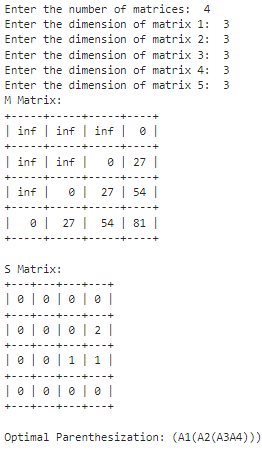 Enter the number of matrices:  4
Enter the dimension of matrix 1:  3
Enter the dimension of matrix 2:  3
Enter the dimension of matrix 3:  3
Enter the dimension of matrix 4:  3
Enter the dimension of matrix 5:  3
M Matrix:
+-----+-----+-----+----+
| inf | inf | inf |  0 |
+-----+-----+-----+----+
| inf | inf |   0 | 27 |
+-----+-----+-----+----+
| inf |   0 |  27 | 54 |
+-----+-----+-----+----+
|   0 |  27 |  54 | 81 |
+-----+-----+-----+----+

S Matrix:
+---+---+---+---+
| 0 | 0 | 0 | 0 |
+---+---+---+---+
| 0 | 0 | 0 | 2 |
+---+---+---+---+
| 0 | 0 | 1 | 1 |
+---+---+---+---+
| 0 | 0 | 0 | 0 |
+---+---+---+---+

Optimal Parenthesization: (A1(A2(A3A4)))